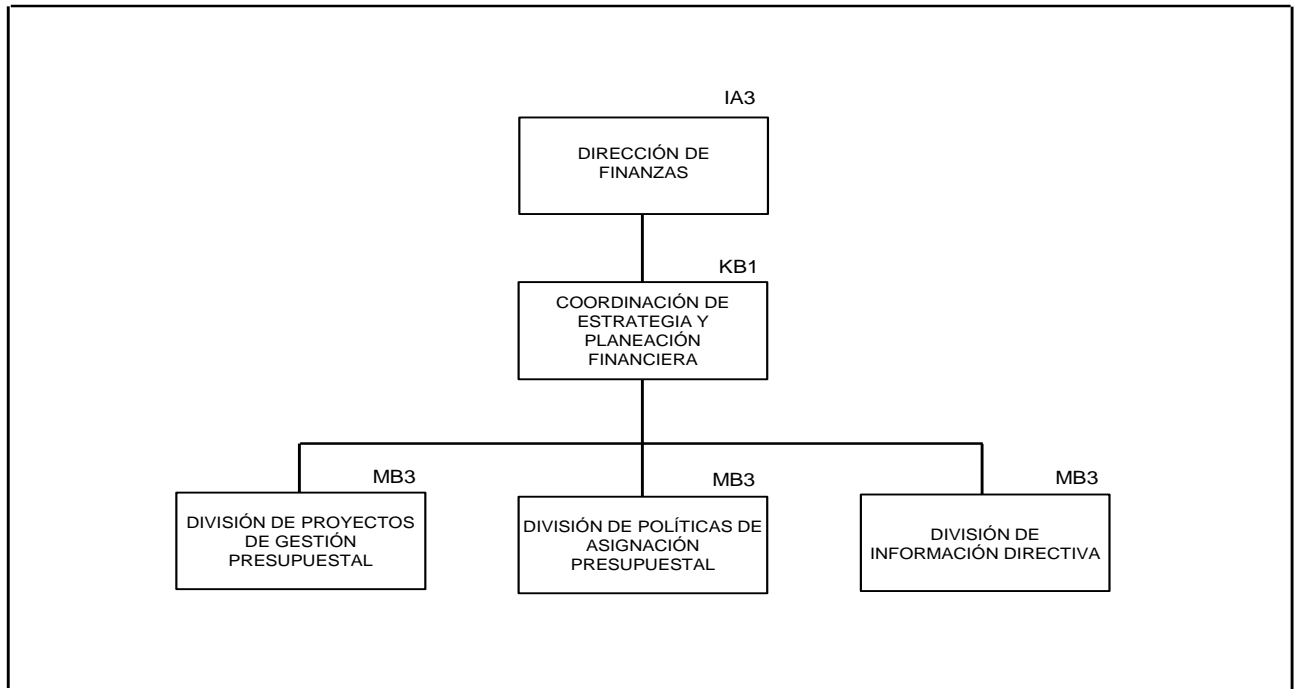 IA3
DIRECCIÓN DE
FINANZAS
KB1
COORDINACIÓN DE
ESTRATEGIA Y
PLANEACIÓN
FINANCIERA
MB3
DIVISIÓN DE PROYECTOS
DE GESTIÓN
PRESUPUESTAL
MB3
DIVISIÓN DE POLÍTICAS DE
ASIGNACIÓN
PRESUPUESTAL
MB3
DIVISIÓN DE
INFORMACIÓN DIRECTIVA